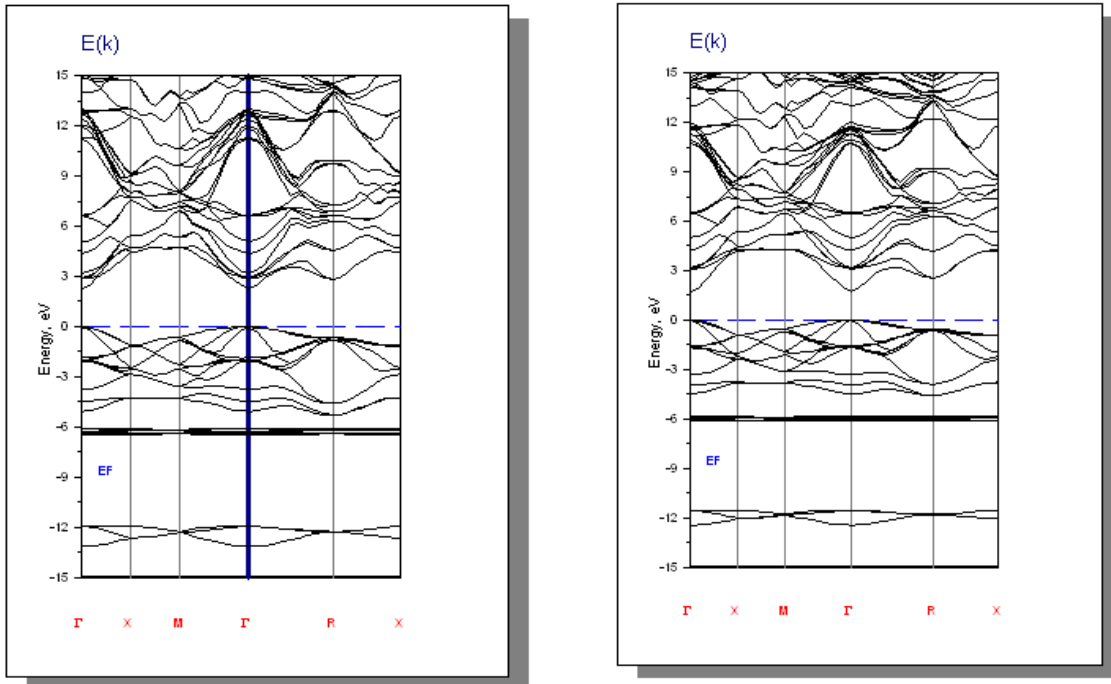 E(k)
15
12
9
6
3
0
-3
-6
-9
-12
-15
Energy, eV
EF
Γ X M Γ R X
E(k)
15
12
9
6
3
0
-3
-6
-9
-12
-15
Energy, eV
EF
Γ X M Γ R X